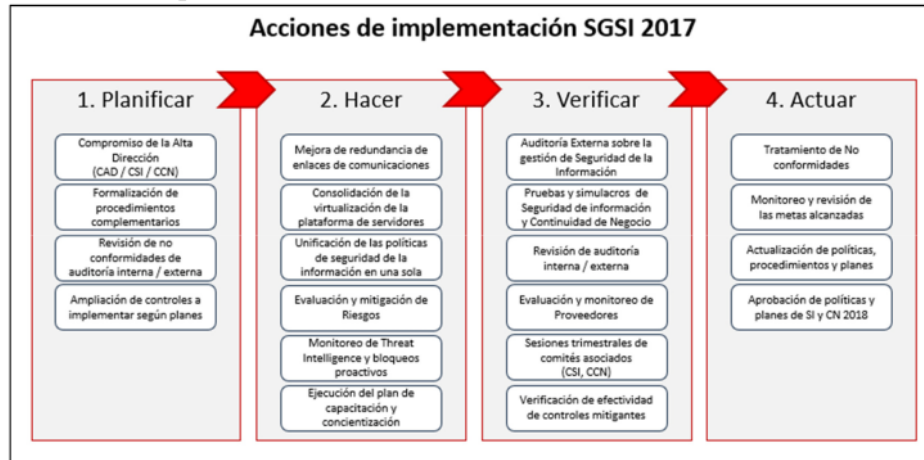 Acciones de implementación SGSI 2017
1. Planificar
Compromiso de la Alta
Dirección
(CAD / CSI / CCN)
Formalización de
procedimientos
complementarios
Revisión de no
conformidades de
auditoría interna / externa
Ampliación de controles a
implementar según planes
2. Hacer
Mejora de redundancia de
enlaces de comunicaciones
Consolidación de la
virtualización de la
plataforma de servidores
Unificación de las políticas
de seguridad de la
información en una sola
Evaluación y mitigación de
Riesgos
Monitoreo de Threat
Intelligence y bloqueos
proactivos
Ejecución del plan de
capacitación y
concientización
3. Verificar
Auditoría Externa sobre la
gestión de Seguridad de la
Información
Pruebas y simulacros de
Seguridad de información
y Continuidad de Negocio
Revisión de auditoría
interna / externa
Evaluación y monitoreo de
Proveedores
Sesiones trimestrales de
comités asociados
(CSI, CCN)
Verificación de efectividad
de controles mitigantes
4. Actuar
Tratamiento de No
conformidades
Monitoreo y revisión de
las metas alcanzadas
Actualización de políticas,
procedimientos y planes
Aprobación de políticas y
planes de SI y CN 2018